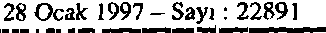 28 Ocak 1997 – Sayı : 22891